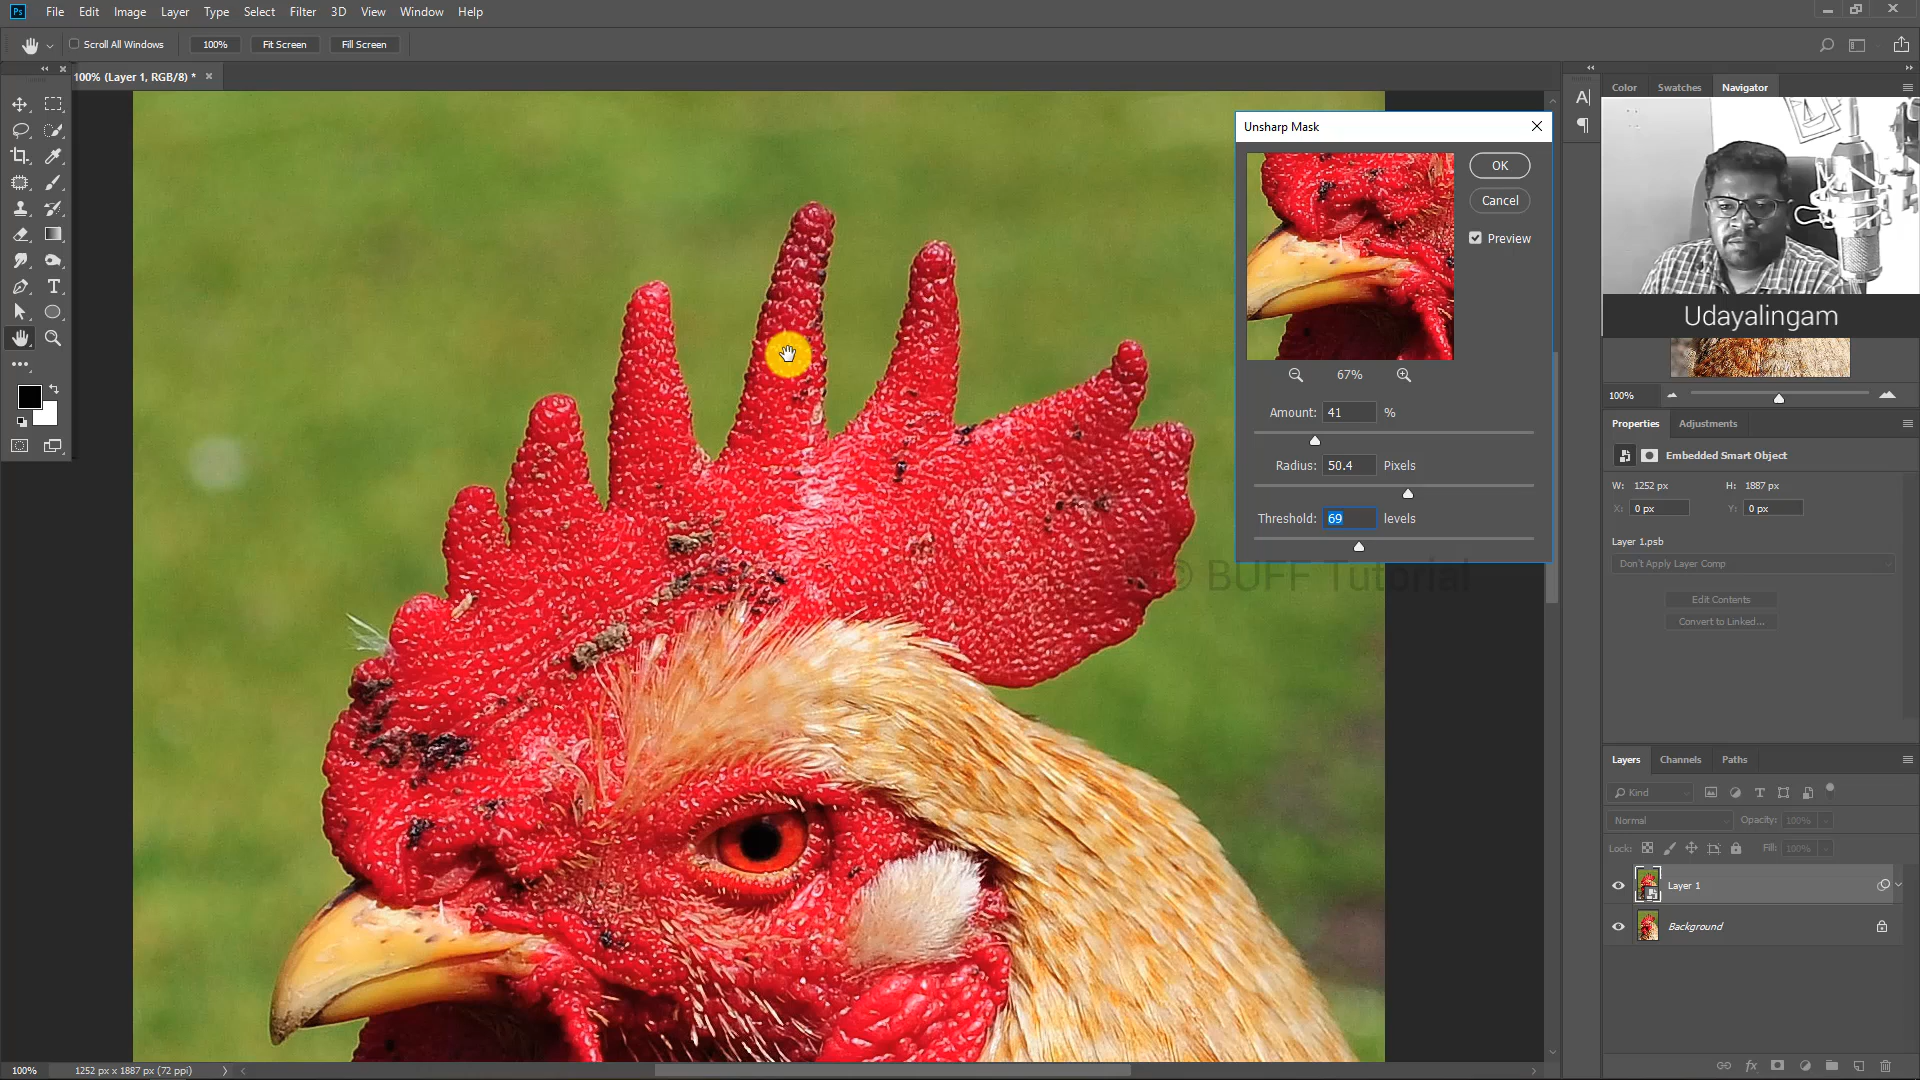 Ps File Edit Image Layer Type Select Filter 3D View Window Help
Scroll All Windows 100% Fit Screen Fill Screen
100% (Layer 1, RGB/8) *
Color Swatches Navigator
Unsharp Mask
OK
Cancel
Preview
67%
Amount: 41 %
Radius: 50.4 Pixels
Threshold: 69 levels
© BUFF Tutorial
Udayalingam
100%
Properties Adjustments
Embedded Smart Object
W: 1252 px H: 1887 px
X: 0 px Y: 0 px
Layer 1.psb
Don't Apply Layer Comp
Edit Contents
Convert to Linked...
Layers Channels Paths
Kind
Normal Opacity: 100%
Lock: Fill: 100%
Layer 1
Background
fx
100% 1252 px x 1887 px (72 ppi)